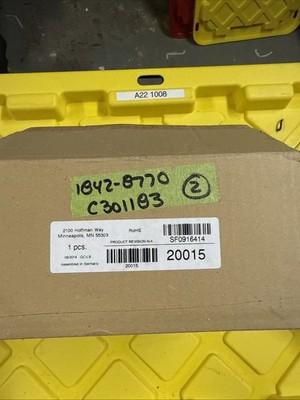 A22 1008
1842-8770
C301183
2
2100 Hoffman Way
Minneapolis, MN 55303
RoHS
1 pcs.
PRODUCT REVISION N/A
SF0916414
20015
Assembled in Germany
20015